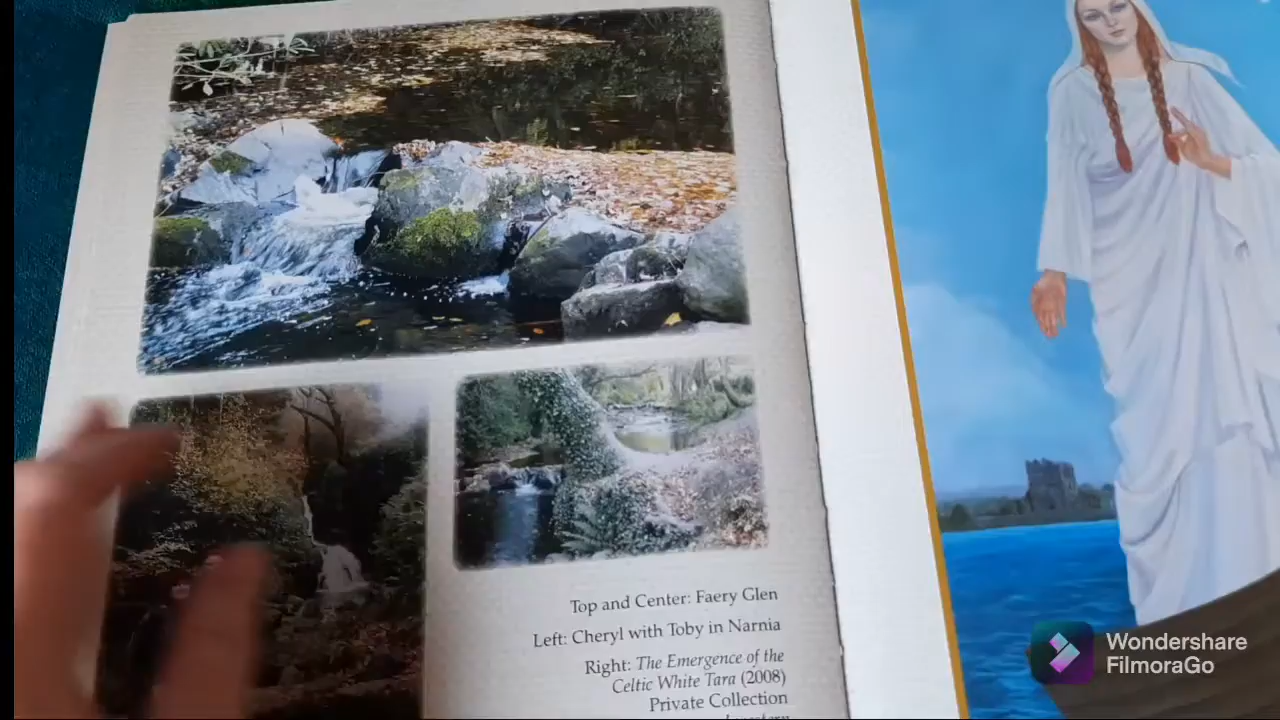 Top and Center: Faery Glen
Left: Cheryl with Toby in Narnia
Right: The Emergence of the
Celtic White Tara (2008)
Private Collection
Wondershare
FilmoraGo